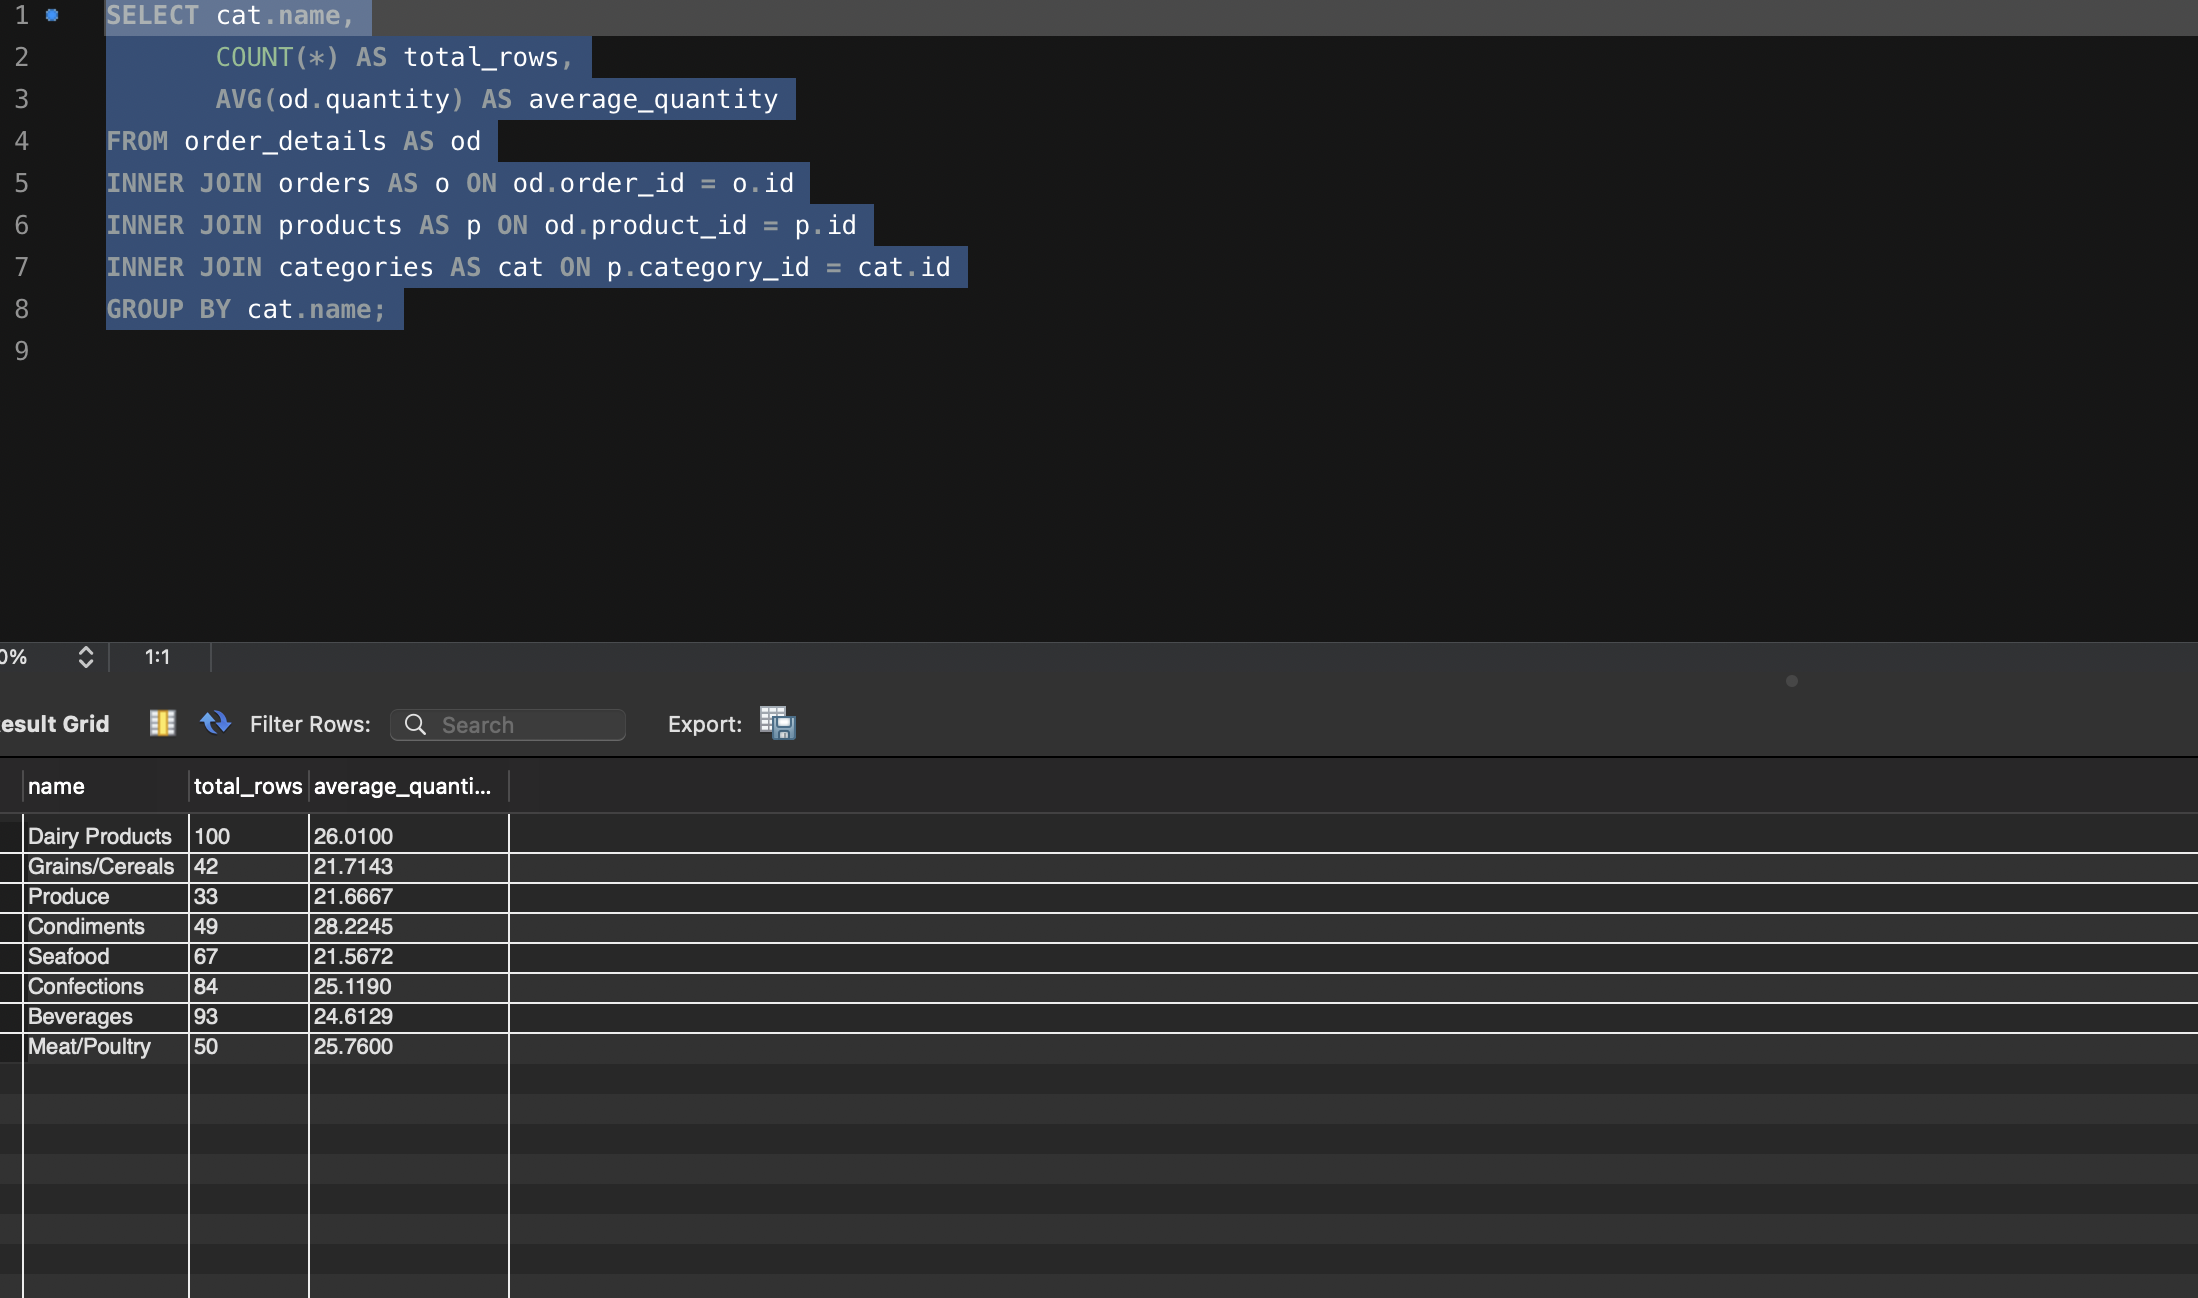 1 SELECT cat.name,
2 COUNT(*) AS total_rows,
3 AVG(od.quantity) AS average_quantity
4 FROM order_details AS od
5 INNER JOIN orders AS o ON od.order_id = o.id
6 INNER JOIN products AS p ON od.product_id = p.id
7 INNER JOIN categories AS cat ON p.category_id = cat.id
8 GROUP BY cat.name;
9
0% 1:1
esult Grid Filter Rows: Search Export:
name total_rows average_quanti...
Dairy Products 100 26.0100
Grains/Cereals 42 21.7143
Produce 33 21.6667
Condiments 49 28.2245
Seafood 67 21.5672
Confections 84 25.1190
Beverages 93 24.6129
Meat/Poultry 50 25.7600